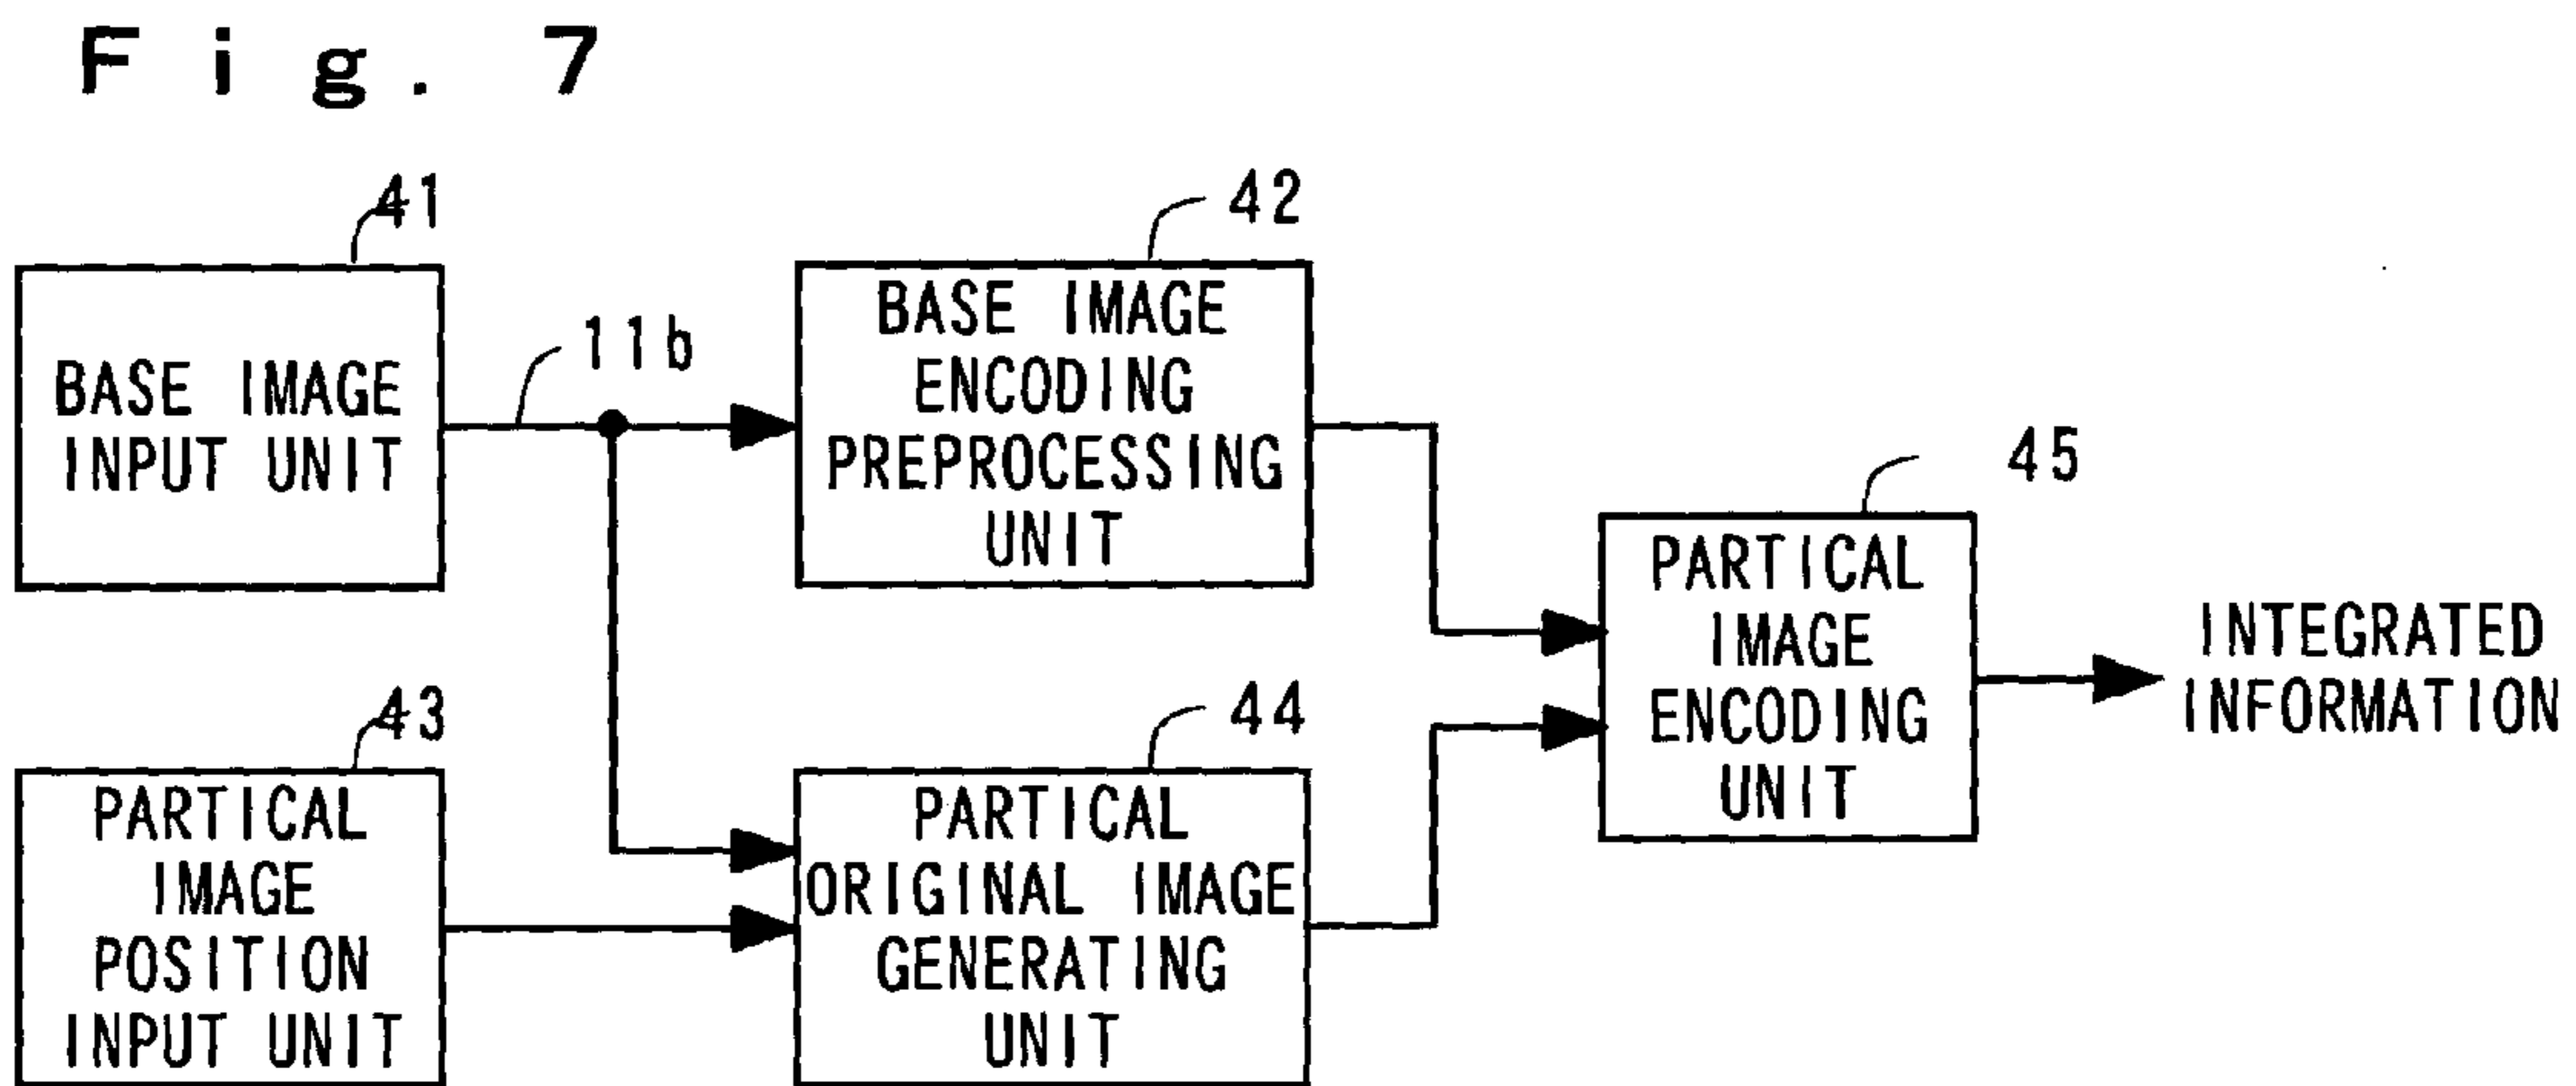 Fig. 7
41
BASE IMAGE
INPUT UNIT
11b
42
BASE IMAGE
ENCODING
PREPROCESSING
UNIT
43
PARTICAL
IMAGE
POSITION
INPUT UNIT
44
PARTICAL
ORIGINAL IMAGE
GENERATING
UNIT
45
PARTICAL
IMAGE
ENCODING
UNIT
INTEGRATED
INFORMATION